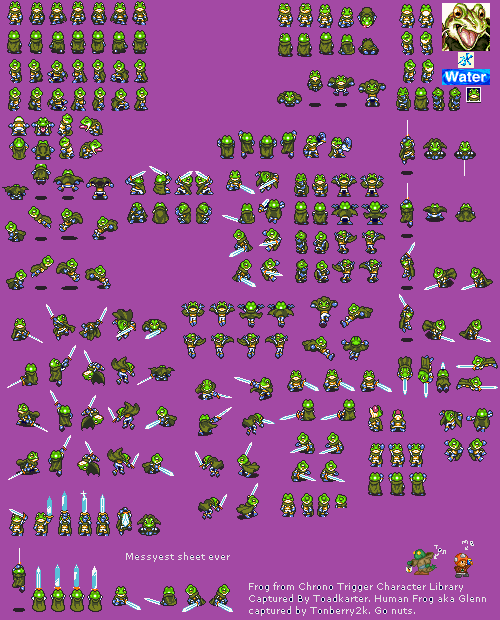 Water
Messyest sheet ever
Frog from Chrono Trigger Character Library
Captured By Toadkarter. Human Frog aka Glenn
captured by Tonberry2k. Go nuts.